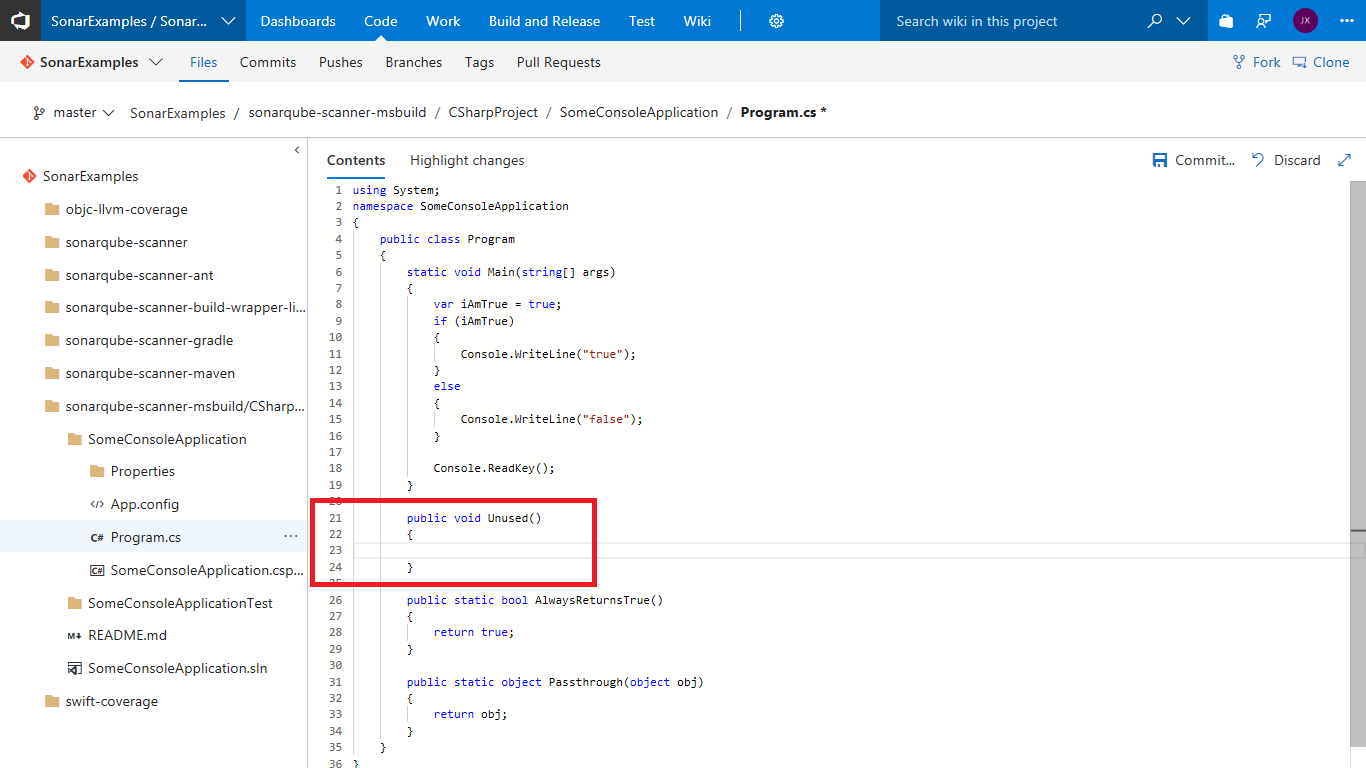 SonarExamples / Sonar... Dashboards Code Work Build and Release Test Wiki Search wiki in this project JX
SonarExamples Files Commits Pushes Branches Tags Pull Requests Fork Clone
master SonarExamples / sonarqube-scanner-msbuild / CSharpProject / SomeConsoleApplication / Program.cs *
SonarExamples
objc-llvm-coverage
sonarqube-scanner
sonarqube-scanner-ant
sonarqube-scanner-build-wrapper-li...
sonarqube-scanner-gradle
sonarqube-scanner-maven
sonarqube-scanner-msbuild/CSharp...
SomeConsoleApplication
Properties
App.config
C# Program.cs ...
C# SomeConsoleApplication.csp...
SomeConsoleApplicationTest
M↓ README.md
SomeConsoleApplication.sln
swift-coverage
Contents Highlight changes Commit... Discard
1 using System;
2 namespace SomeConsoleApplication
3 {
4 public class Program
5 {
6 static void Main(string[] args)
7 {
8 var iAmTrue = true;
9 if (iAmTrue)
10 {
11 Console.WriteLine("true");
12 }
13 else
14 {
15 Console.WriteLine("false");
16 }
17
18 Console.ReadKey();
19 }
20
21 public void Unused()
22 {
23
24 }
25
26 public static bool AlwaysReturnsTrue()
27 {
28 return true;
29 }
30
31 public static object Passthrough(object obj)
32 {
33 return obj;
34 }
35 }
36 }